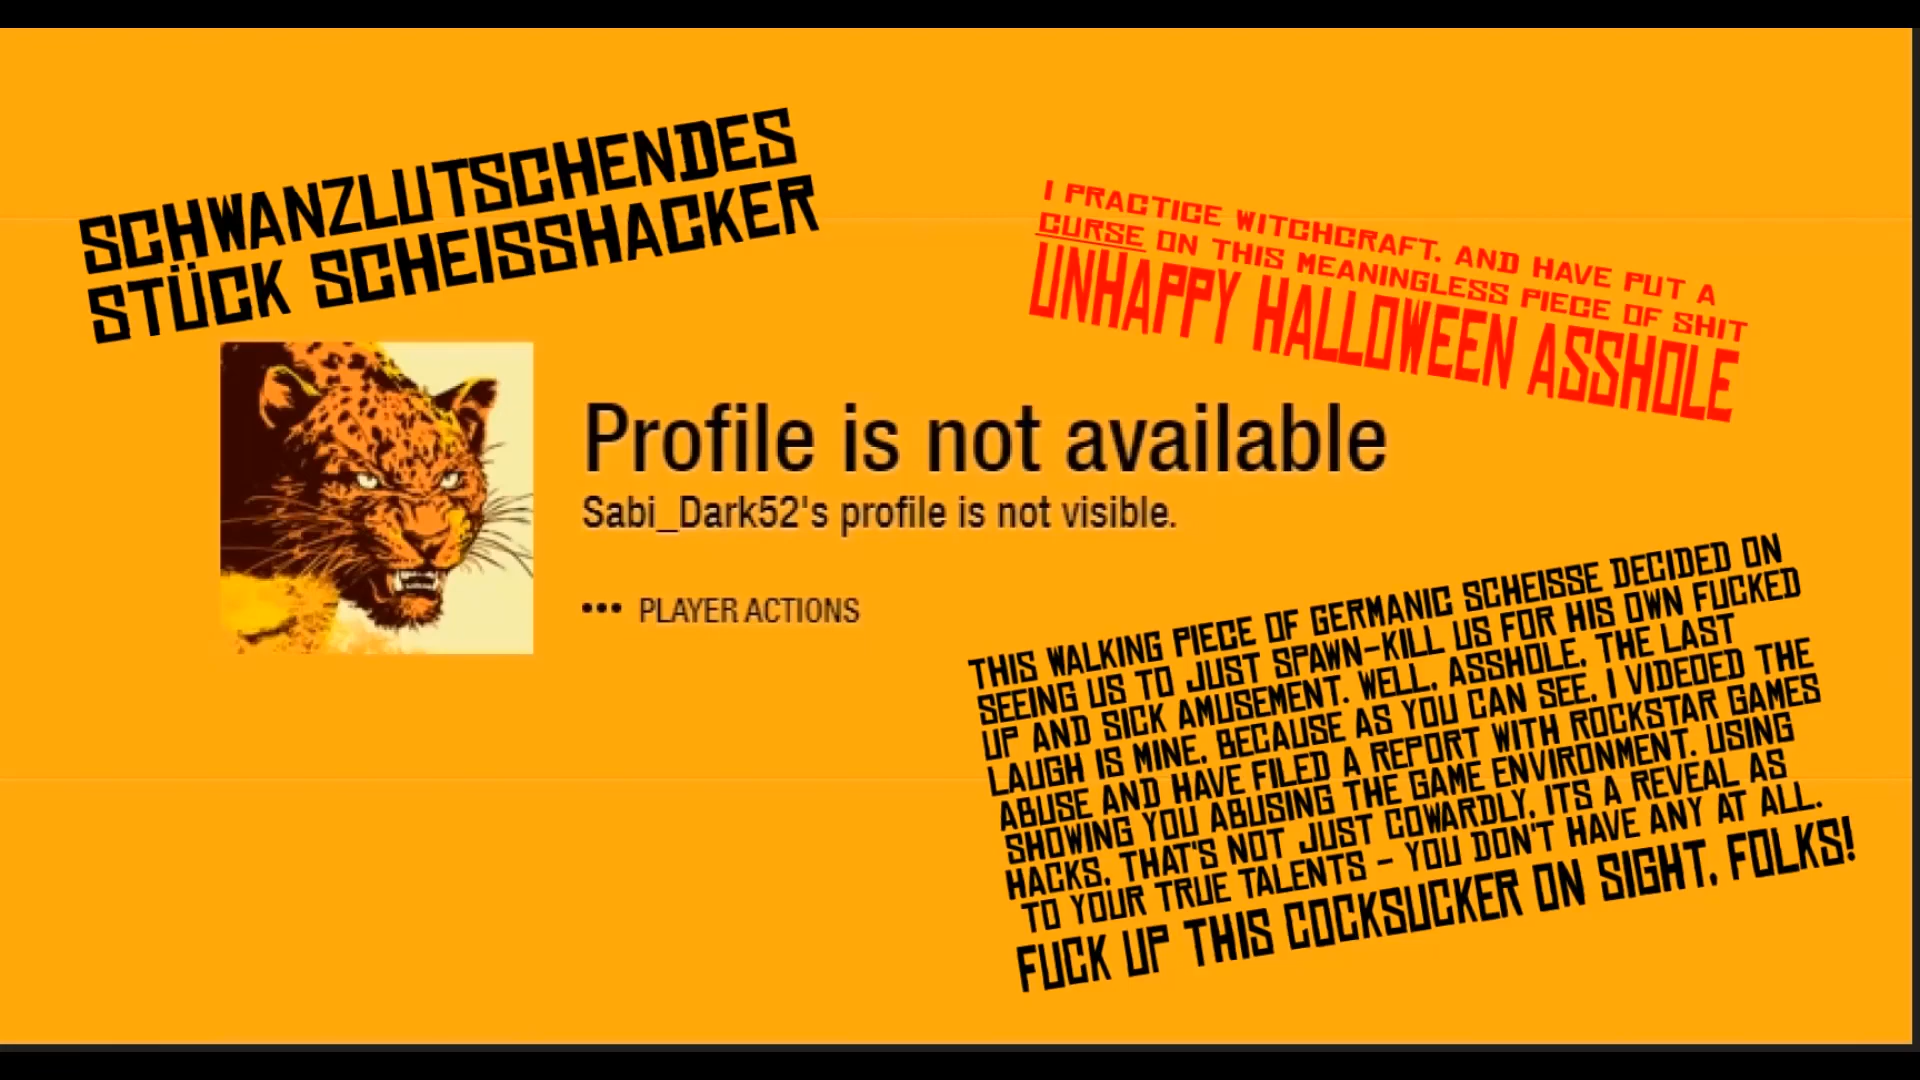 SCHWANZLUTSCHENDES
STÜCK SCHEISSHACKER
I PRACTICE WITCHCRAFT, AND HAVE PUT A
CURSE ON THIS MEANINGLESS PIECE OF SHIT
UNHAPPY HALLOWEEN ASSHOLE
Profile is not available
Sabi_Dark52's profile is not visible.
••• PLAYER ACTIONS
THIS WALKING PIECE OF GERMANIC SCHEISSE DECIDED ON
SEEING US TO JUST SPAWN-KILL US FOR HIS OWN FUCKED
UP AND SICK AMUSEMENT. WELL, ASSHOLE, THE LAST
LAUGH IS MINE, BECAUSE AS YOU CAN SEE, I VIDEOED THE
ABUSE AND HAVE FILED A REPORT WITH ROCKSTAR GAMES
SHOWING YOU ABUSING THE GAME ENVIRONMENT, USING
HACKS. THAT'S NOT JUST COWARDLY, ITS A REVEAL AS
TO YOUR TRUE TALENTS - YOU DON'T HAVE ANY AT ALL.
FUCK UP THIS COCKSUCKER ON SIGHT, FOLKS!